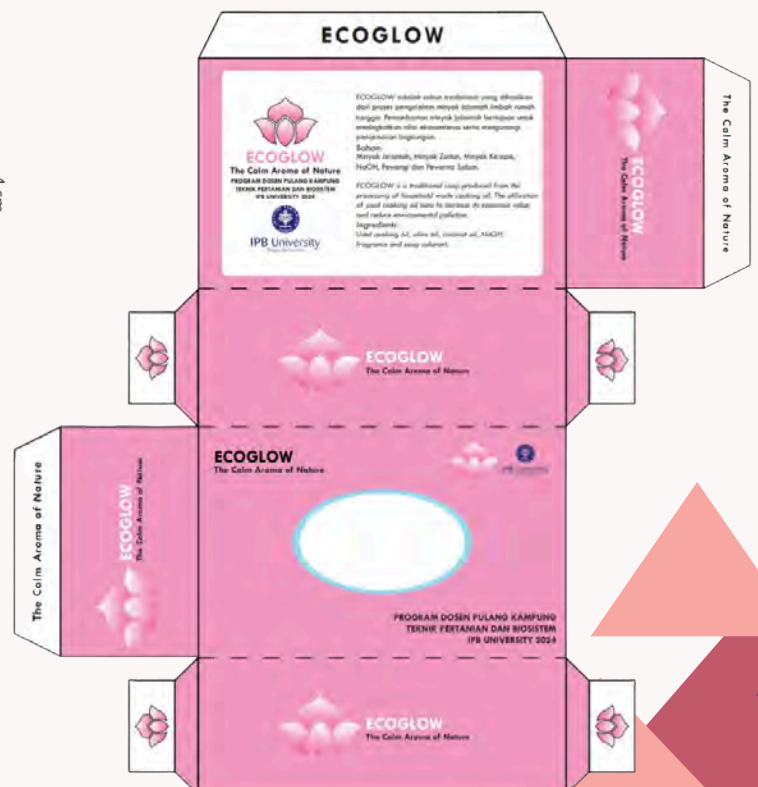 ECOGLOW
ECOGLOW
The Calm Aroma of Nature
PROGRAM DOSEN PULANG KAMPUNG
TEKNIK PERTANIAN DAN BIOSISTEM
IPB UNIVERSITY 2024
IPB University
ECOGLOW adalah sabun tradisional yang dihasilkan
dari proses pengolahan minyak jelantah limbah rumah
tangga. Pemanfaatan minyak jelantah bertujuan untuk
meningkatkan nilai ekonominya serta mengurangi
pencemaran lingkungan.
Bahan:
Minyak Jelantah, Minyak Zaitun, Minyak Kelapa,
NaOH, Pewangi dan Pewarna Sabun.
ECOGLOW is a traditional soap produced from the
processing of household waste cooking oil. The utilization
of used cooking oil aims to increase its economic value
and reduce environmental pollution.
Ingredients:
Used cooking oil, olive oil, coconut oil, NaOH,
fragrance and soap colorant.
ECOGLOW
The Calm Aroma of Nature
The Calm Aroma of Nature
ECOGLOW
The Calm Aroma of Nature
ECOGLOW
The Calm Aroma of Nature
IPB University
The Calm Aroma of Nature
ECOGLOW
The Calm Aroma of Nature
PROGRAM DOSEN PULANG KAMPUNG
TEKNIK PERTANIAN DAN BIOSISTEM
IPB UNIVERSITY 2024
ECOGLOW
The Calm Aroma of Nature